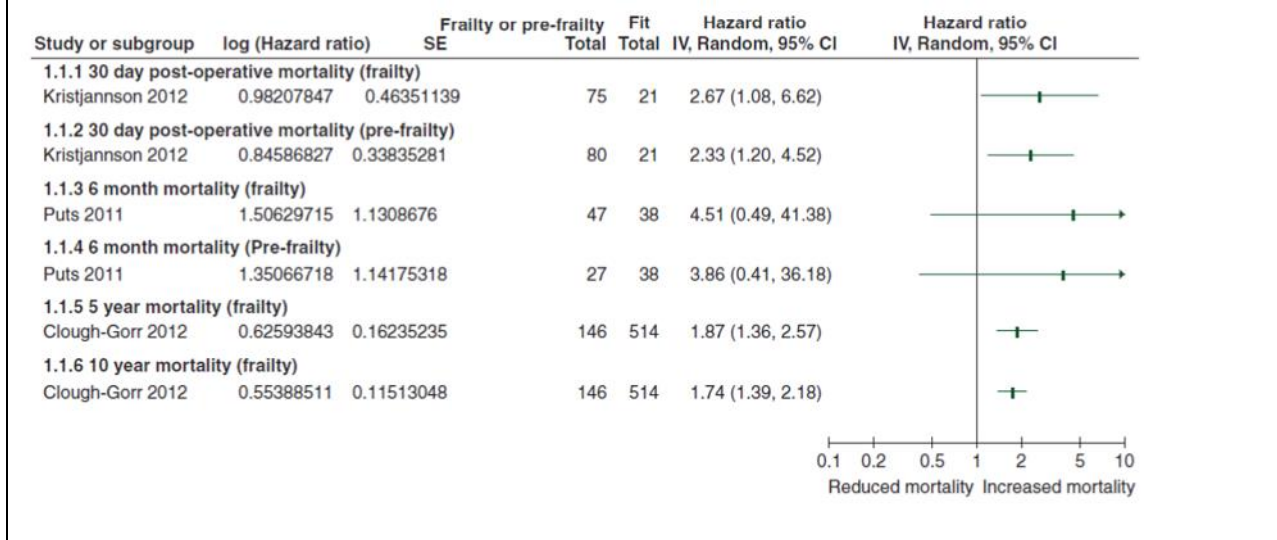 Frailty or pre-frailty Fit Hazard ratio Hazard ratio
Study or subgroup log (Hazard ratio) SE Total Total IV, Random, 95% CI IV, Random, 95% CI
1.1.1 30 day post-operative mortality (frailty)
Kristjannson 2012 0.98207847 0.46351139 75 21 2.67 (1.08, 6.62)
1.1.2 30 day post-operative mortality (pre-frailty)
Kristjannson 2012 0.84586827 0.33835281 80 21 2.33 (1.20, 4.52)
1.1.3 6 month mortality (frailty)
Puts 2011 1.50629715 1.1308676 47 38 4.51 (0.49, 41.38)
1.1.4 6 month mortality (Pre-frailty)
Puts 2011 1.35066718 1.14175318 27 38 3.86 (0.41, 36.18)
1.1.5 5 year mortality (frailty)
Clough-Gorr 2012 0.62593843 0.16235235 146 514 1.87 (1.36, 2.57)
1.1.6 10 year mortality (frailty)
Clough-Gorr 2012 0.55388511 0.11513048 146 514 1.74 (1.39, 2.18)
0.1 0.2 0.5 1 2 5 10
Reduced mortality Increased mortality